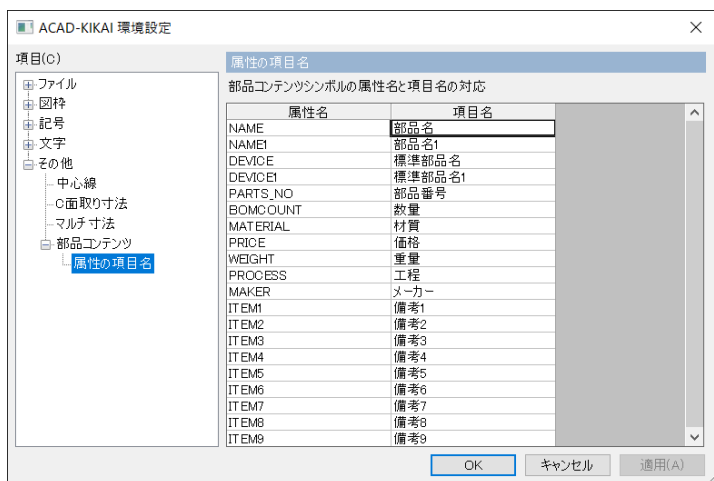 ACAD-KIKAI 環境設定
項目(C)
ファイル
図枠
記号
文字
その他
中心線
C面取り寸法
マルチ寸法
部品コンテンツ
属性の項目名
属性の項目名
部品コンテンツシンボルの属性名と項目名の対応
属性名 項目名
NAME 部品名
NAME1 部品名1
DEVICE 標準部品名
DEVICE1 標準部品名1
PARTS_NO 部品番号
BOMCOUNT 数量
MATERIAL 材質
PRICE 価格
WEIGHT 重量
PROCESS 工程
MAKER メーカー
ITEM1 備考1
ITEM2 備考2
ITEM3 備考3
ITEM4 備考4
ITEM5 備考5
ITEM6 備考6
ITEM7 備考7
ITEM8 備考8
ITEM9 備考9
OK キャンセル 適用(A)